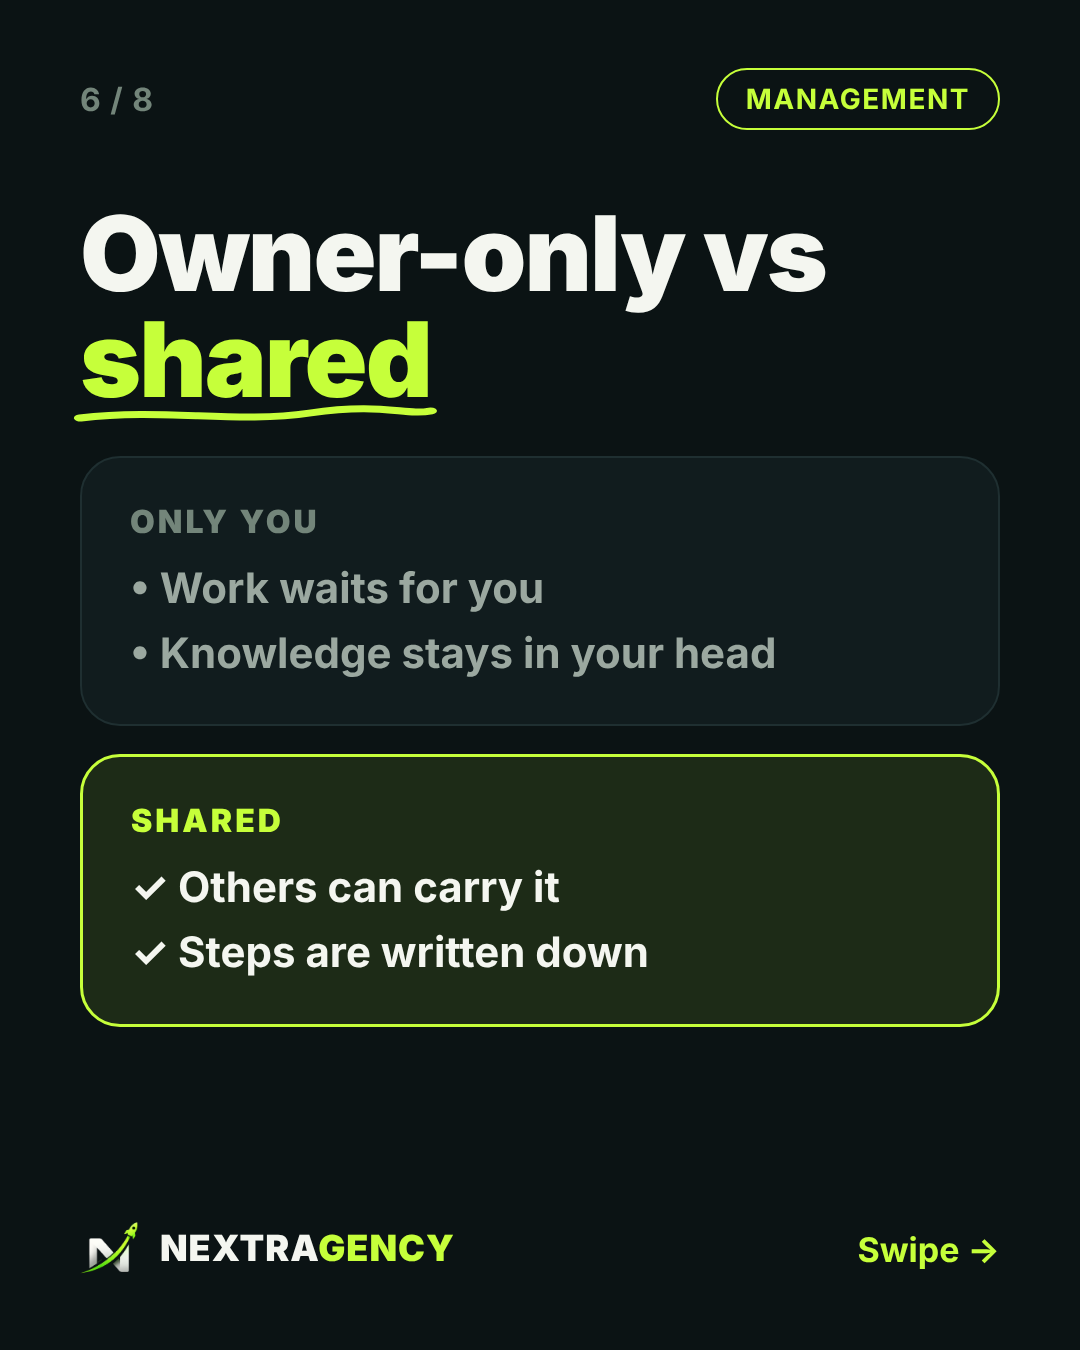 6 / 8
MANAGEMENT
Owner-only vs
shared
ONLY YOU
• Work waits for you
• Knowledge stays in your head
SHARED
✓ Others can carry it
✓ Steps are written down
NEXTRAGENCY
Swipe →